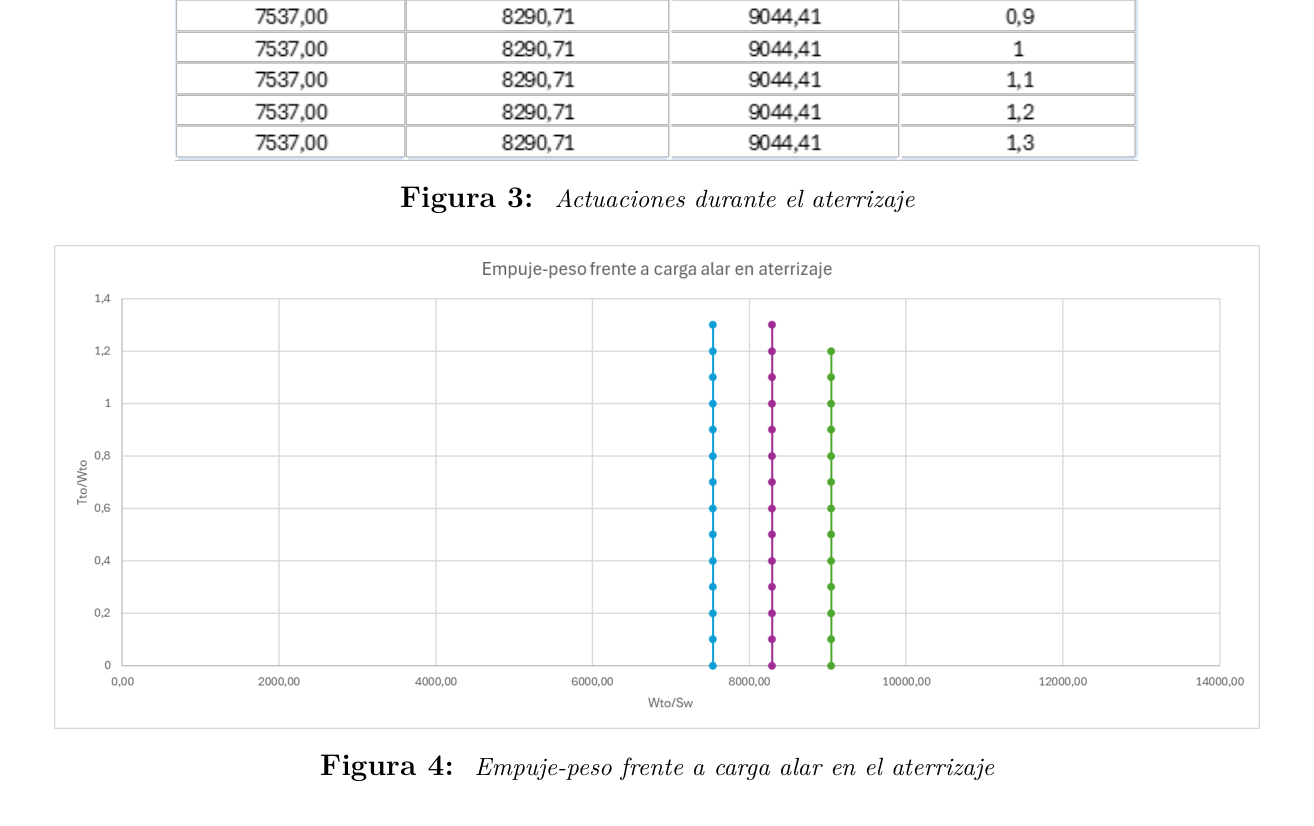 7537,00 8290,71 9044,41 0,9
7537,00 8290,71 9044,41 1
7537,00 8290,71 9044,41 1,1
7537,00 8290,71 9044,41 1,2
7537,00 8290,71 9044,41 1,3
Figura 3: Actuaciones durante el aterrizaje
Empuje-peso frente a carga alar en aterrizaje
1,4
1,2
1
0,8
0,6
0,4
0,2
0
Tto/Wto
0,00 2000,00 4000,00 6000,00 8000,00 10000,00 12000,00 14000,00
Wto/Sw
Figura 4: Empuje-peso frente a carga alar en el aterrizaje